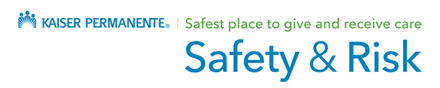 KAISER PERMANENTE® | Safest place to give and receive care
Safety & Risk